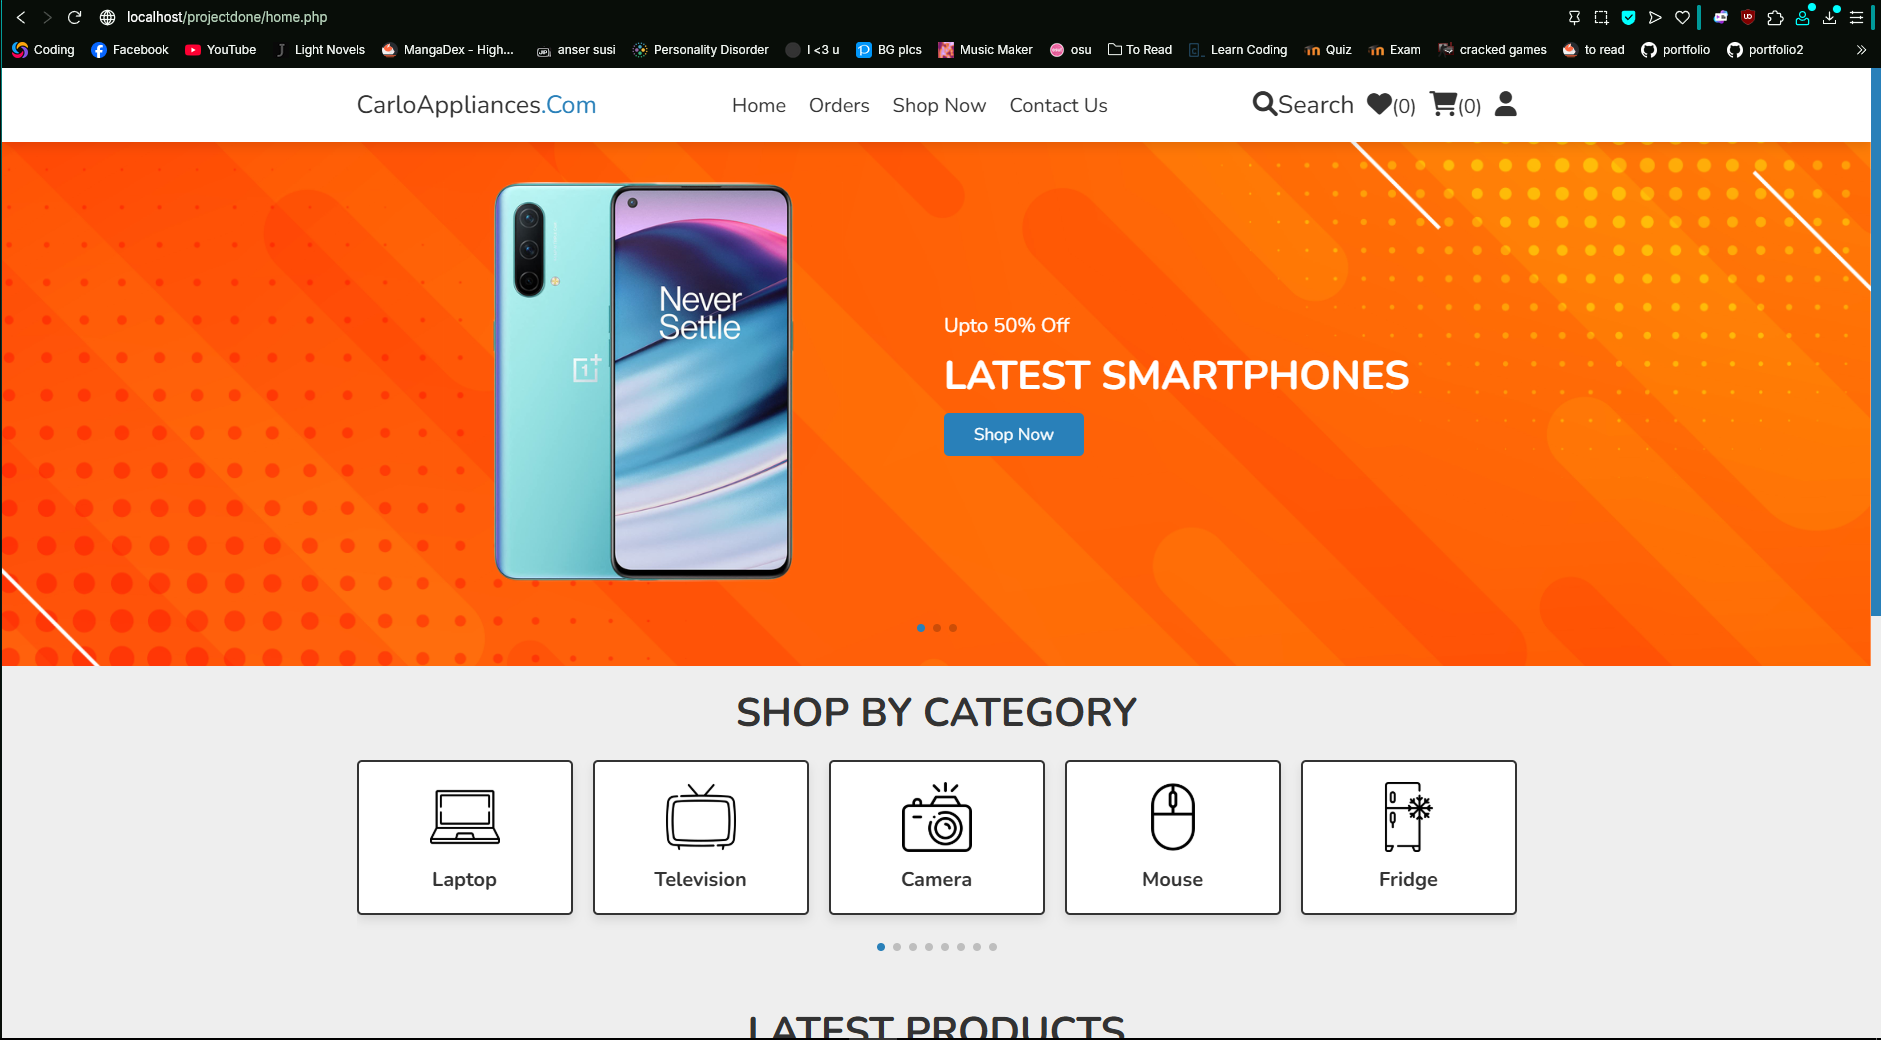 localhost/projectdone/home.php
Coding Facebook YouTube Light Novels MangaDex - High... anser susi Personality Disorder I <3 u BG pics Music Maker osu To Read Learn Coding Quiz Exam cracked games to read portfolio portfolio2
CarloAppliances.Com Home Orders Shop Now Contact Us Search (0) (0)
Never
Settle
Upto 50% Off
LATEST SMARTPHONES
Shop Now
SHOP BY CATEGORY
Laptop Television Camera Mouse Fridge
LATEST PRODUCTS